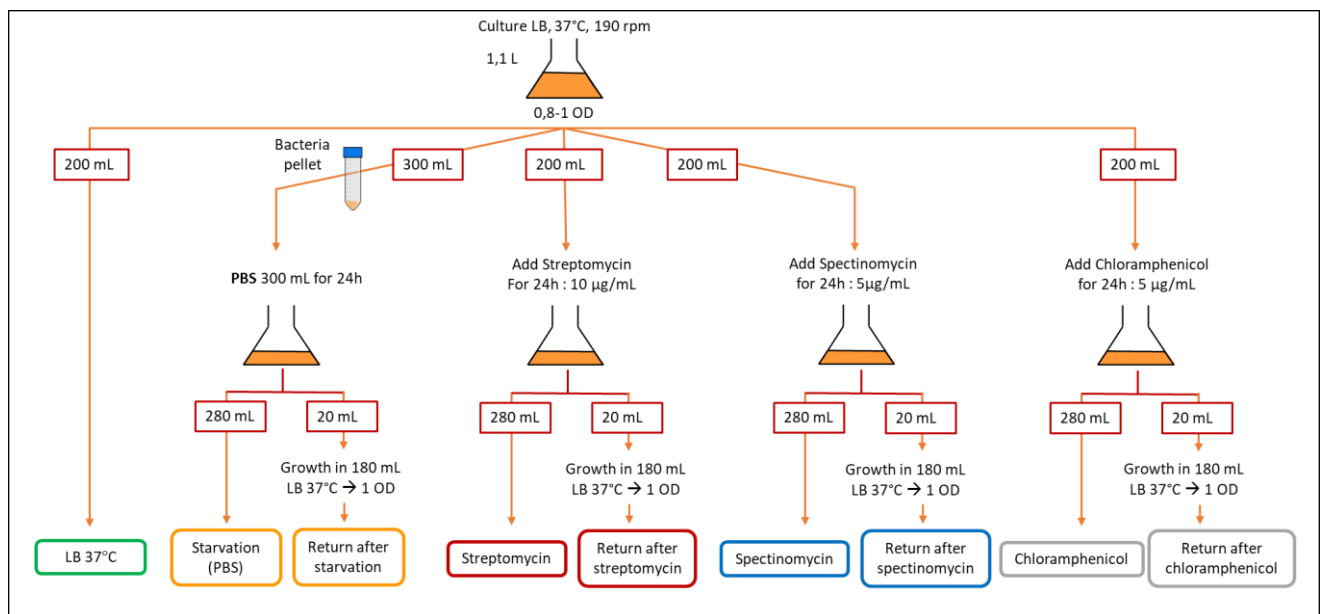 Culture LB, 37°C, 190 rpm
1,1 L
0,8-1 OD
200 mL
Bacteria
pellet
300 mL
200 mL
200 mL
200 mL
PBS 300 mL for 24h
Add Streptomycin
For 24h : 10 µg/mL
Add Spectinomycin
for 24h : 5µg/mL
Add Chloramphenicol
for 24h : 5 µg/mL
280 mL
20 mL
280 mL
20 mL
280 mL
20 mL
280 mL
20 mL
Growth in 180 mL
LB 37°C → 1 OD
Growth in 180 mL
LB 37°C → 1 OD
Growth in 180 mL
LB 37°C → 1 OD
Growth in 180 mL
LB 37°C → 1 OD
LB 37°C
Starvation
(PBS)
Return after
starvation
Streptomycin
Return after
streptomycin
Spectinomycin
Return after
spectinomycin
Chloramphenicol
Return after
chloramphenicol